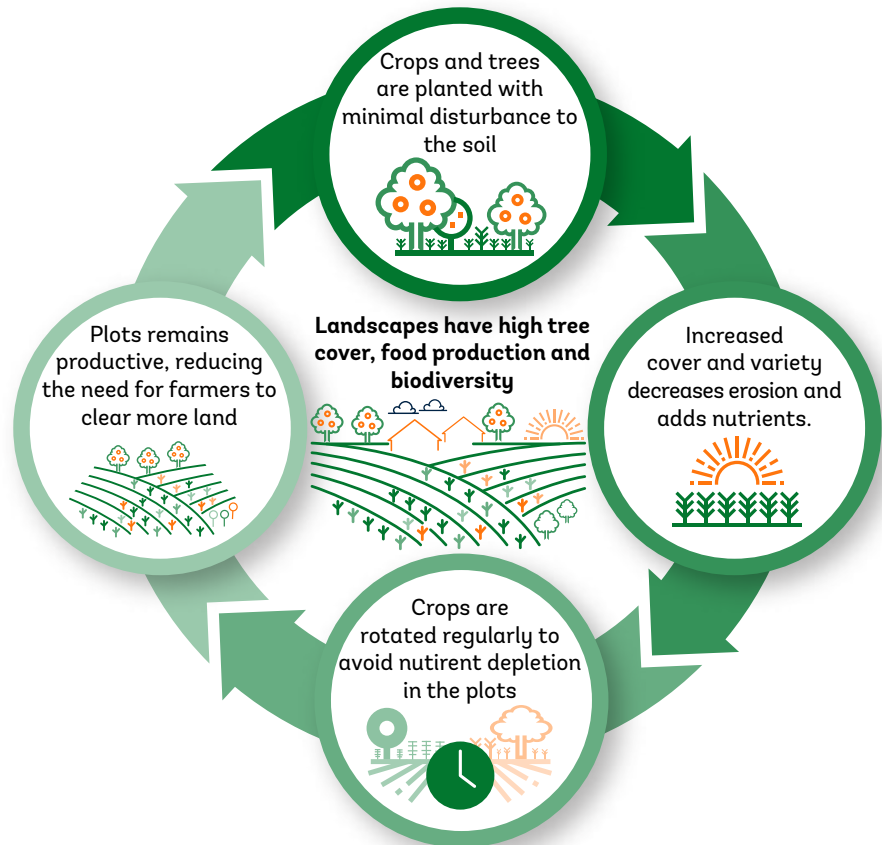 Crops and trees
are planted with
minimal disturbance to
the soil
Landscapes have high tree
cover, food production and
biodiversity
Increased
cover and variety
decreases erosion and
adds nutrients.
Crops are
rotated regularly to
avoid nutirent depletion
in the plots
Plots remains
productive, reducing
the need for farmers to
clear more land